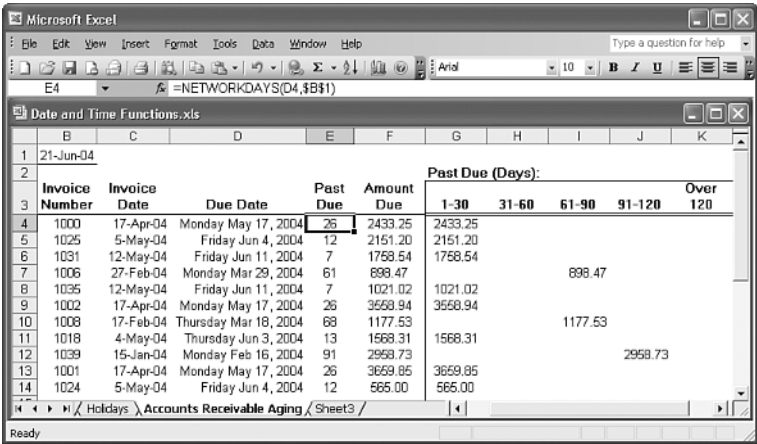 Microsoft Excel
File Edit View Insert Format Tools Data Window Help Type a question for help
Arial 10 B I U
E4 fx =NETWORKDAYS(D4,$B$1)
Date and Time Functions.xls
B C D E F G H I J K
1 21-Jun-04
2 Past Due (Days):
3 Invoice Number Invoice Date Due Date Past Due Amount Due 1-30 31-60 61-90 91-120 Over 120
4 1000 17-Apr-04 Monday May 17, 2004 26 2433.25 2433.25
5 1025 5-May-04 Friday Jun 4, 2004 12 2151.20 2151.20
6 1031 12-May-04 Friday Jun 11, 2004 7 1758.54 1758.54
7 1006 27-Feb-04 Monday Mar 29, 2004 61 898.47 898.47
8 1035 12-May-04 Friday Jun 11, 2004 7 1021.02 1021.02
9 1002 17-Apr-04 Monday May 17, 2004 26 3558.94 3558.94
10 1008 17-Feb-04 Thursday Mar 18, 2004 68 1177.53 1177.53
11 1018 4-May-04 Thursday Jun 3, 2004 13 1568.31 1568.31
12 1039 15-Jan-04 Monday Feb 16, 2004 91 2958.73 2958.73
13 1001 17-Apr-04 Monday May 17, 2004 26 3659.85 3659.85
14 1024 5-May-04 Friday Jun 4, 2004 12 565.00 565.00
Holidays Accounts Receivable Aging Sheet3
Ready